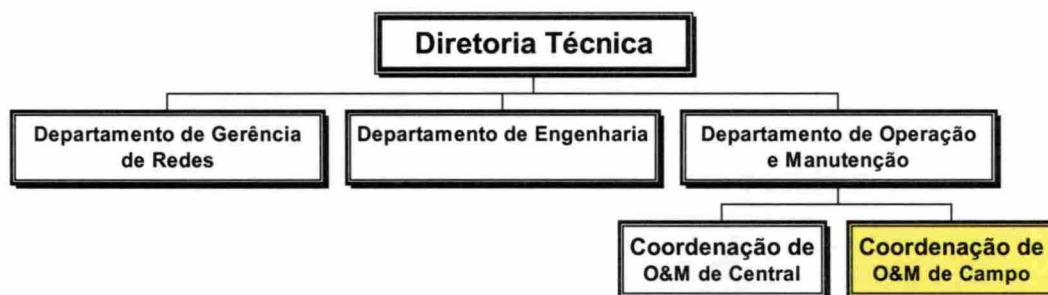 Diretoria Técnica
Departamento de Gerência
de Redes
Departamento de Engenharia
Departamento de Operação
e Manutenção
Coordenação de
O&M de Central
Coordenação de
O&M de Campo